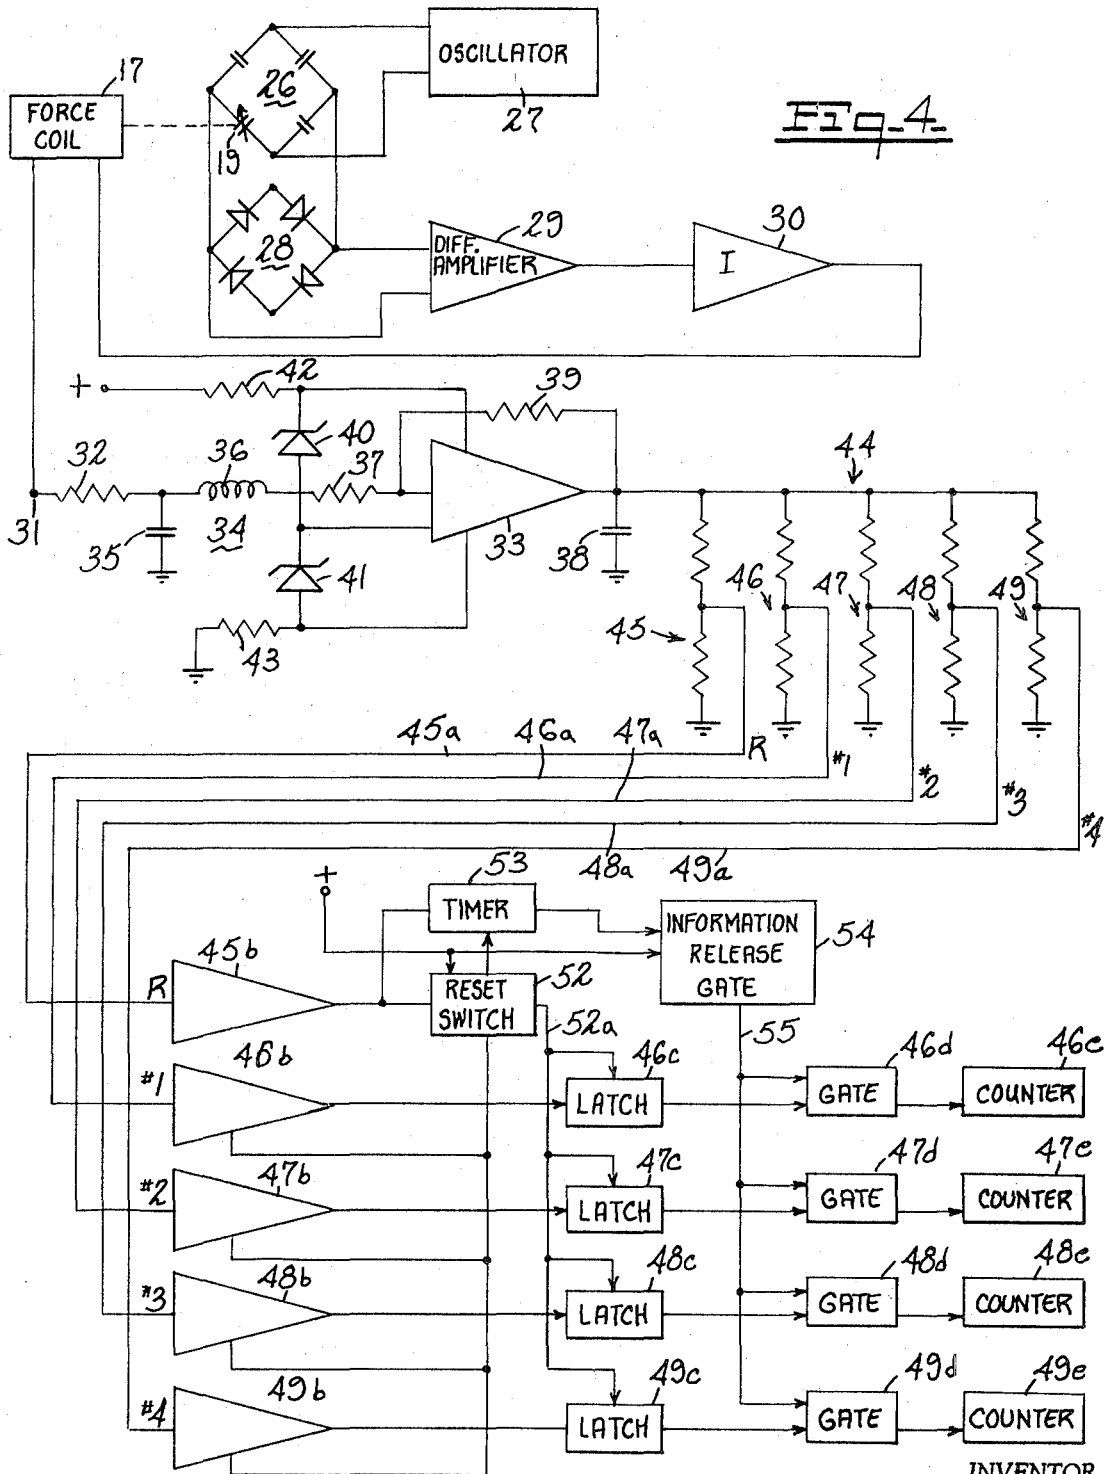 Fig. 4.
17
FORCE
COIL
26
19
OSCILLATOR
27
28
DIFF.
AMPLIFIER
29
I
30
+
42
40
39
32
36
37
44
31
35
34
33
38
41
43
45
46
47
48
49
45a
46a
47a
R
#1
#2
#3
#4
48a
49a
+
53
TIMER
INFORMATION
RELEASE
GATE
54
45b
R
RESET
SWITCH
52
52a
55
46b
#1
46c
LATCH
46d
GATE
46e
COUNTER
#2
47b
47c
LATCH
47d
GATE
47e
COUNTER
#3
48b
48c
LATCH
48d
GATE
48e
COUNTER
#4
49b
49c
LATCH
49d
GATE
49e
COUNTER
INVENTOR